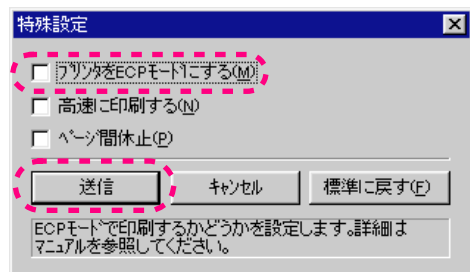 特殊設定
プリンタをECPモードにする(M)
高速に印刷する(N)
ページ間休止(P)
送信 キャンセル 標準に戻す(F)
ECPモードで印刷するかどうかを設定します。詳細は
マニュアルを参照してください。